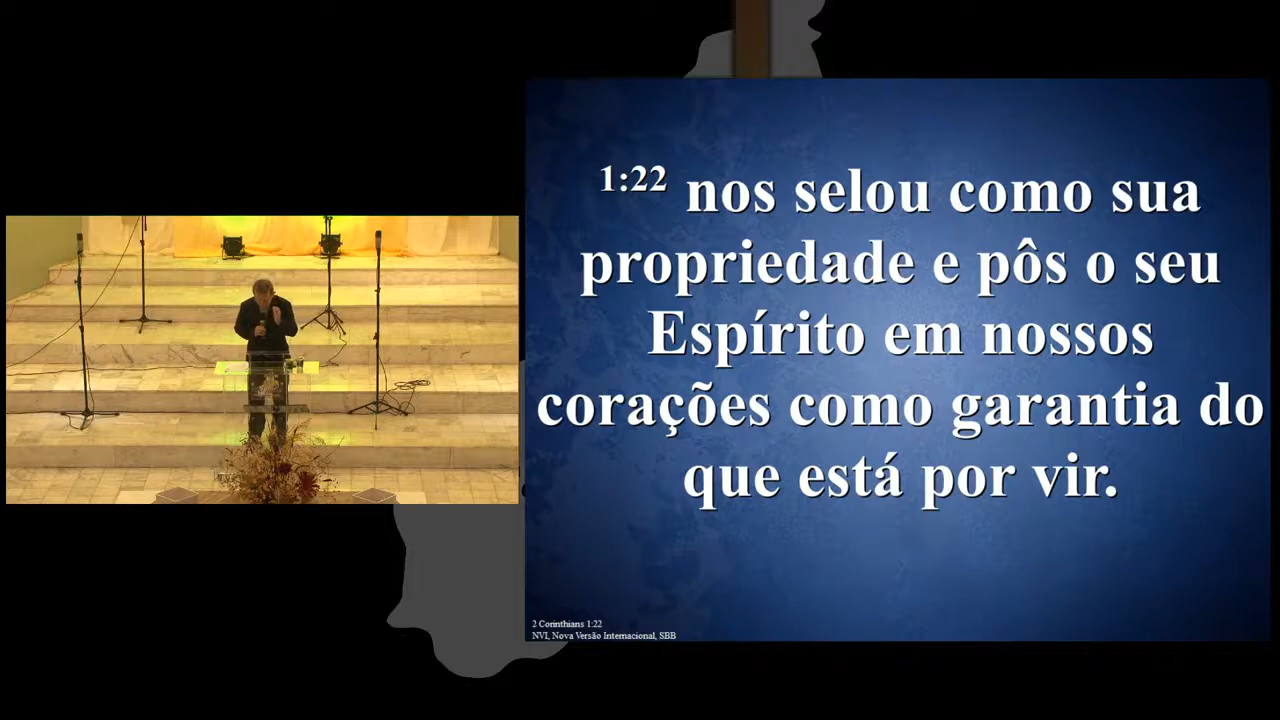 1:22 nos selou como sua
propriedade e pôs o seu
Espírito em nossos
corações como garantia do
que está por vir.
2 Corinthians 1:22
NVI, Nova Versão Internacional, SBB